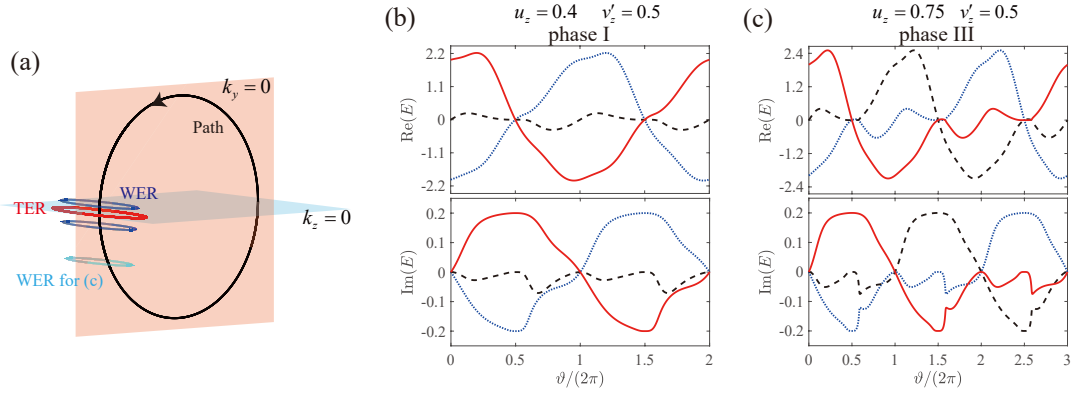 (a)
k_y = 0
Path
WER
TER
k_z = 0
WER for (c)
(b)
u_z = 0.4 v'_z = 0.5
phase I
Re(E)
2.2
1.1
0
-1.1
-2.2
Im(E)
0.2
0.1
0
-0.1
-0.2
0
0.5
1
1.5
2
ϑ/(2π)
(c)
u_z = 0.75 v'_z = 0.5
phase III
Re(E)
2.4
1.2
0
-1.2
-2.4
Im(E)
0.2
0.1
0
-0.1
-0.2
0
0.5
1
1.5
2
2.5
3
ϑ/(2π)